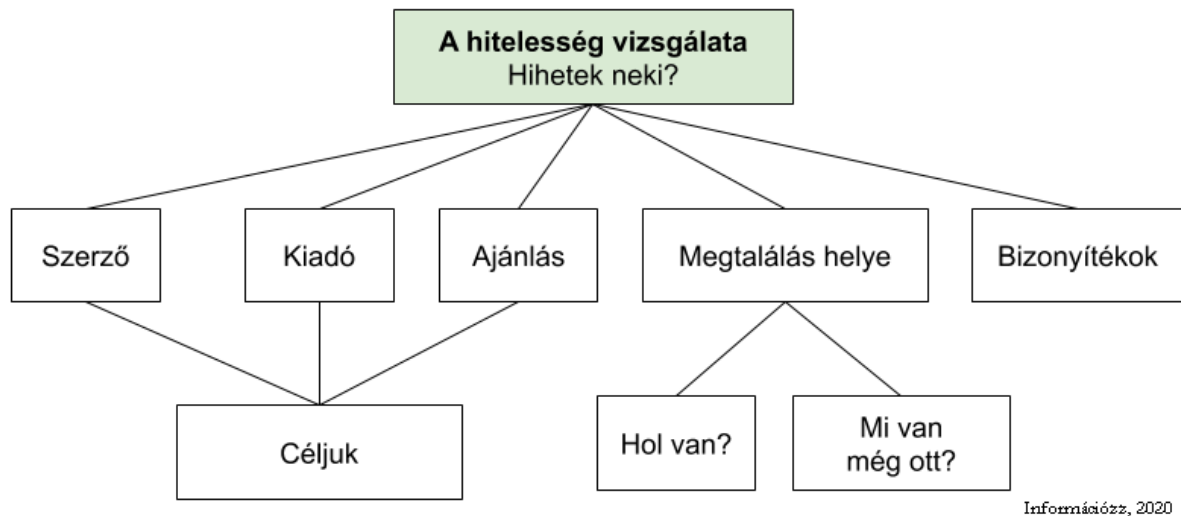 A hitelesség vizsgálata
Hihetek neki?
Szerző
Kiadó
Ajánlás
Megtalálás helye
Bizonyítékok
Céljuk
Hol van?
Mi van
még ott?
Információzz, 2020